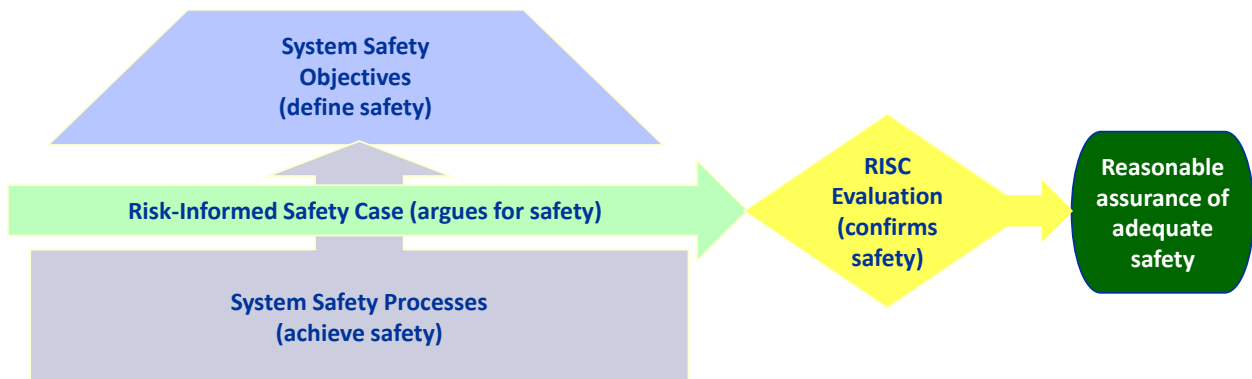 System Safety
Objectives
(define safety)
Risk-Informed Safety Case (argues for safety)
System Safety Processes
(achieve safety)
RISC
Evaluation
(confirms
safety)
Reasonable
assurance of
adequate
safety